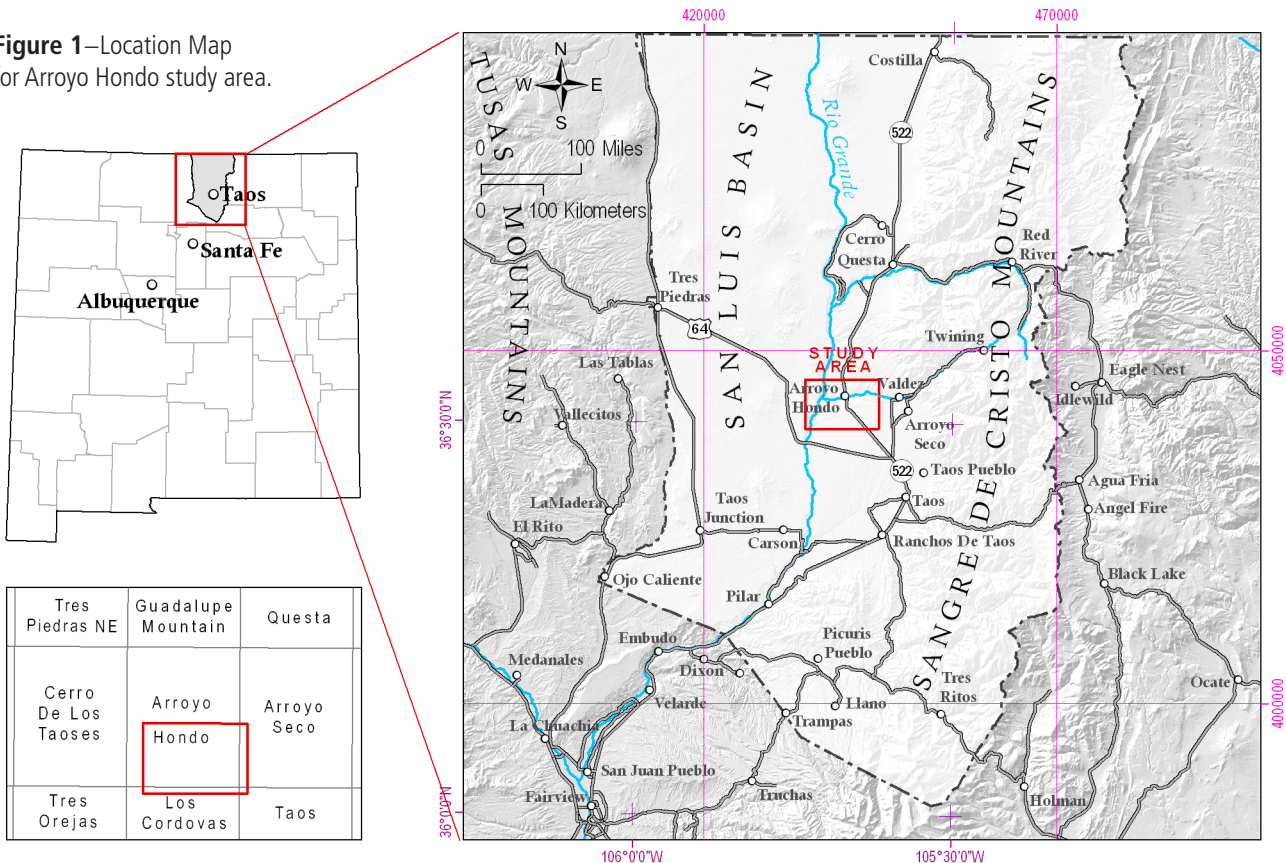 Figure 1–Location Map
for Arroyo Hondo study area.
Taos
Santa Fe
Albuquerque
Tres
Piedras NE
Guadalupe
Mountain
Questa
Cerro
De Los
Taoses
Arroyo
Hondo
Arroyo
Seco
Tres
Orejas
Los
Cordovas
Taos
420000
470000
N
W
E
S
0
100 Miles
0
100 Kilometers
TUSAS
MOUNTAINS
SAN LUIS BASIN
Rio Grande
SANGRE DE CRISTO MOUNTAINS
Costilla
522
Cerro
Questa
Red
River
Tres
Piedras
64
Twining
STUDY
AREA
4050000
Las Tablas
Arroyo
Hondo
Valdez
Eagle Nest
Idlewild
Vallecitos
36°30'0"N
Arroyo
Seco
522
Taos Pueblo
Agua Fria
LaMadera
Taos
Junction
Taos
Angel Fire
El Rito
Carson
Ranchos De Taos
Ojo Caliente
Black Lake
Pilar
Embudo
Picuris
Pueblo
Medanales
Dixon
Tres
Ritos
Ocate
4000000
Velarde
Llano
La Chuachia
Trampas
San Juan Pueblo
Fairview
Truchas
Holman
36°0'0"N
106°0'0"W
105°30'0"W